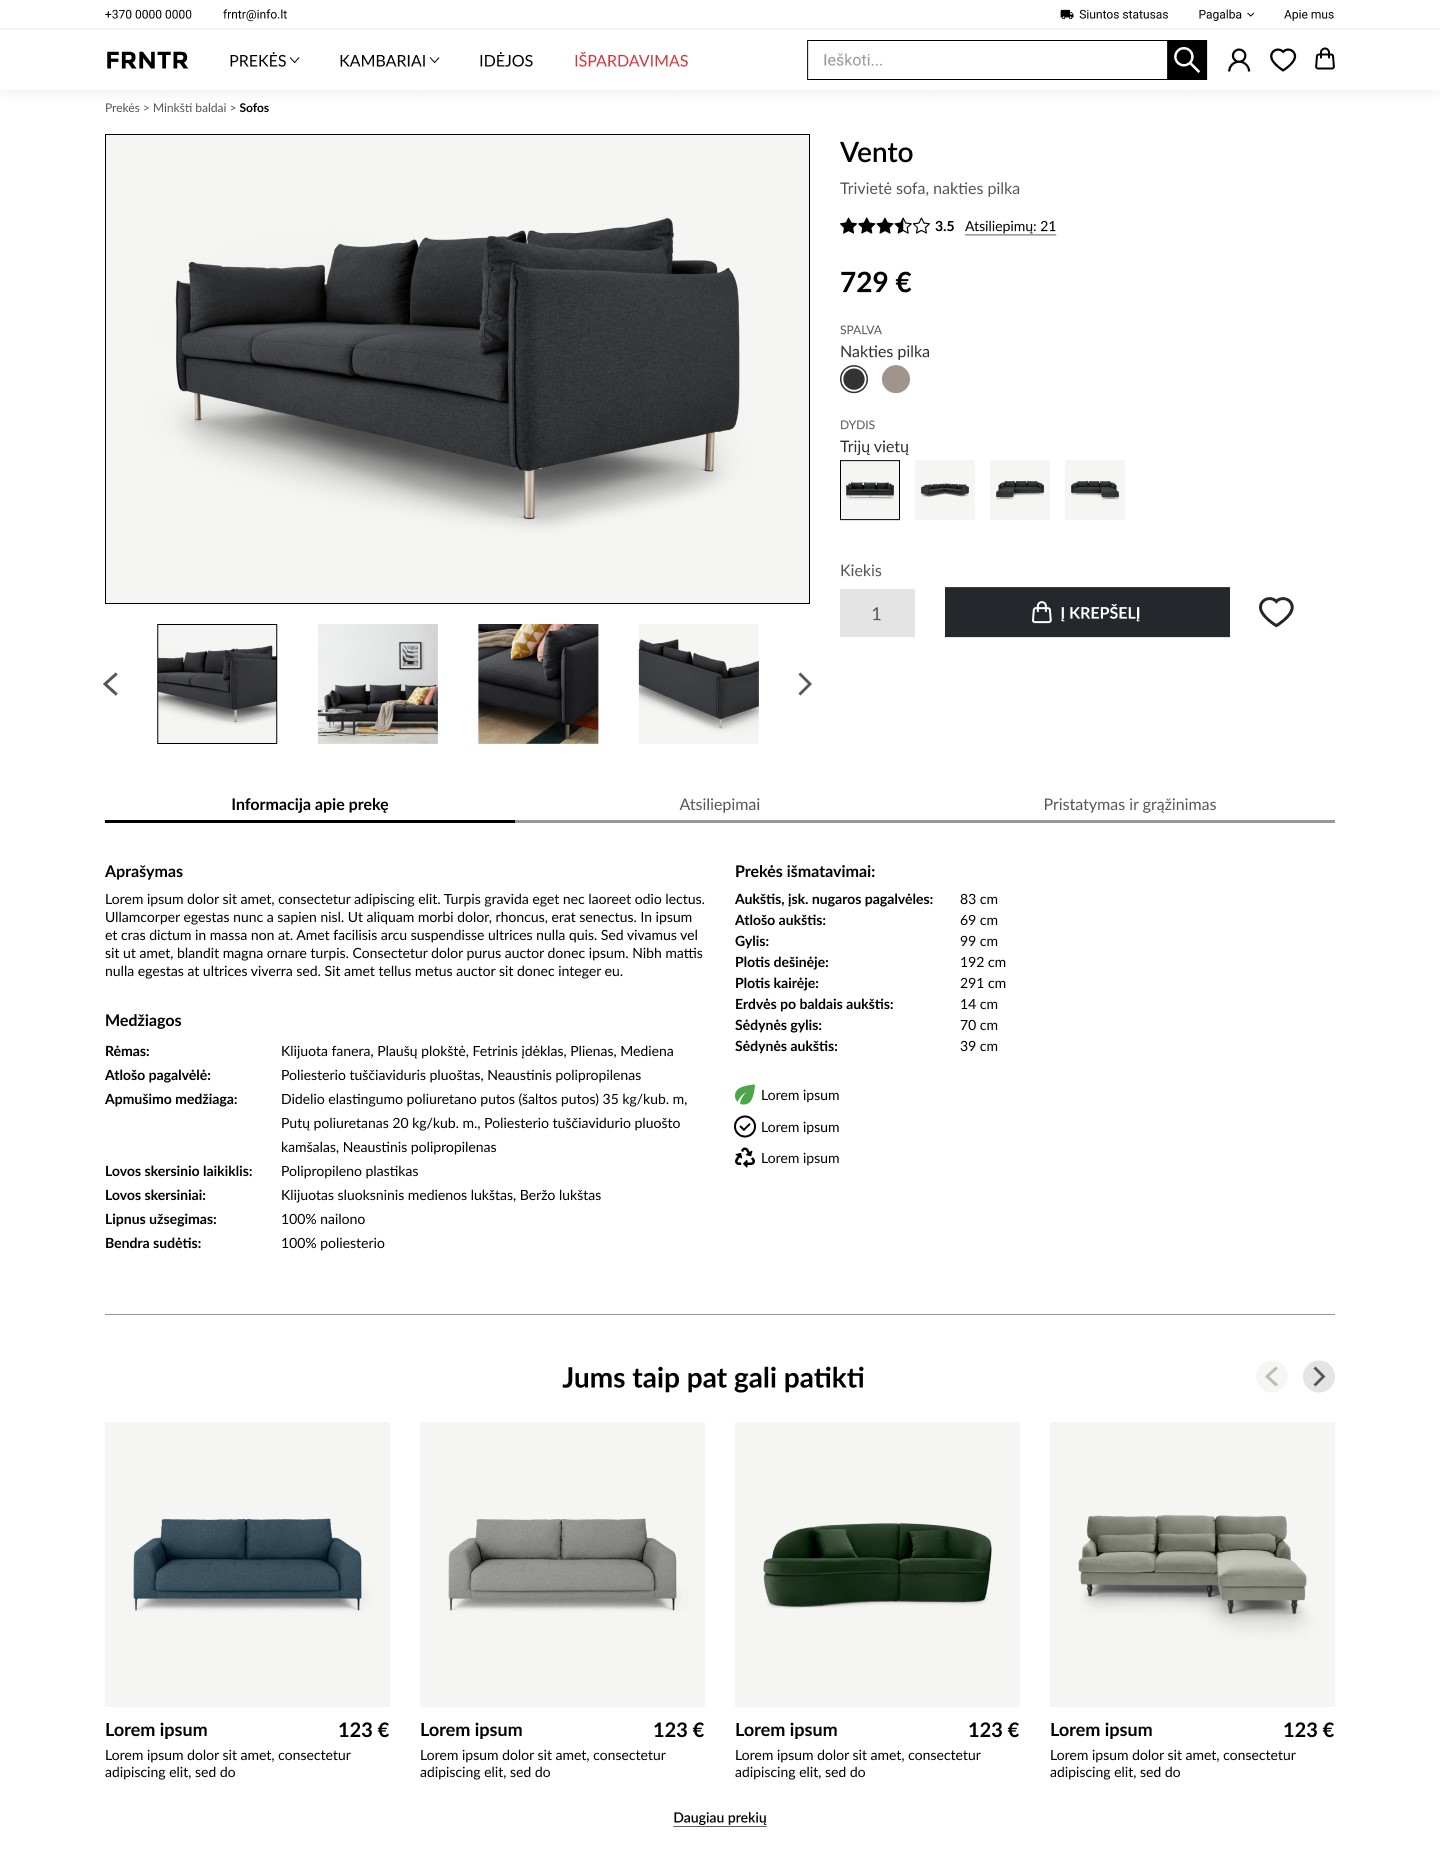 +370 0000 0000 frntr@info.lt Siuntos statusas Pagalba Apie mus
FRNTR PREKĖS KAMBARIAI IDĖJOS IŠPARDAVIMAS Ieškoti...
Prekės > Minkšti baldai > Sofos
Vento
Trivietė sofa, nakties pilka
3.5 Atsiliepimų: 21
729 €
SPALVA
Nakties pilka
DYDIS
Trijų vietų
Kiekis
1 Į KREPŠELĮ
Informacija apie prekę Atsiliepimai Pristatymas ir grąžinimas
Aprašymas
Lorem ipsum dolor sit amet, consectetur adipiscing elit. Turpis gravida eget nec laoreet odio lectus.
Ullamcorper egestas nunc a sapien nisl. Ut aliquam morbi dolor, rhoncus, erat senectus. In ipsum
et cras dictum in massa non at. Amet facilisis arcu suspendisse ultrices nulla quis. Sed vivamus vel
sit ut amet, blandit magna ornare turpis. Consectetur dolor purus auctor donec ipsum. Nibh mattis
nulla egestas at ultrices viverra sed. Sit amet tellus metus auctor sit donec integer eu.
Medžiagos
Rėmas: Klijuota fanera, Plaušų plokštė, Fetrinis įdėklas, Plienas, Mediena
Atlošo pagalvėlė: Poliesterio tuščiaviduris pluoštas, Neaustinis polipropilenas
Apmušimo medžiaga: Didelio elastingumo poliuretano putos (šaltos putos) 35 kg/kub. m,
Putų poliuretanas 20 kg/kub. m., Poliesterio tuščiavidurio pluošto
kamšalas, Neaustinis polipropilenas
Lovos skersinio laikiklis: Polipropileno plastikas
Lovos skersiniai: Klijuotas sluoksninis medienos lukštas, Beržo lukštas
Lipnus užsegimas: 100% nailono
Bendra sudėtis: 100% poliesterio
Prekės išmatavimai:
Aukštis, įsk. nugaros pagalvėles: 83 cm
Atlošo aukštis: 69 cm
Gylis: 99 cm
Plotis dešinėje: 192 cm
Plotis kairėje: 291 cm
Erdvės po baldais aukštis: 14 cm
Sėdynės gylis: 70 cm
Sėdynės aukštis: 39 cm
Lorem ipsum
Lorem ipsum
Lorem ipsum
Jums taip pat gali patikti
Lorem ipsum 123 €
Lorem ipsum dolor sit amet, consectetur
adipiscing elit, sed do
Lorem ipsum 123 €
Lorem ipsum dolor sit amet, consectetur
adipiscing elit, sed do
Lorem ipsum 123 €
Lorem ipsum dolor sit amet, consectetur
adipiscing elit, sed do
Lorem ipsum 123 €
Lorem ipsum dolor sit amet, consectetur
adipiscing elit, sed do
Daugiau prekių